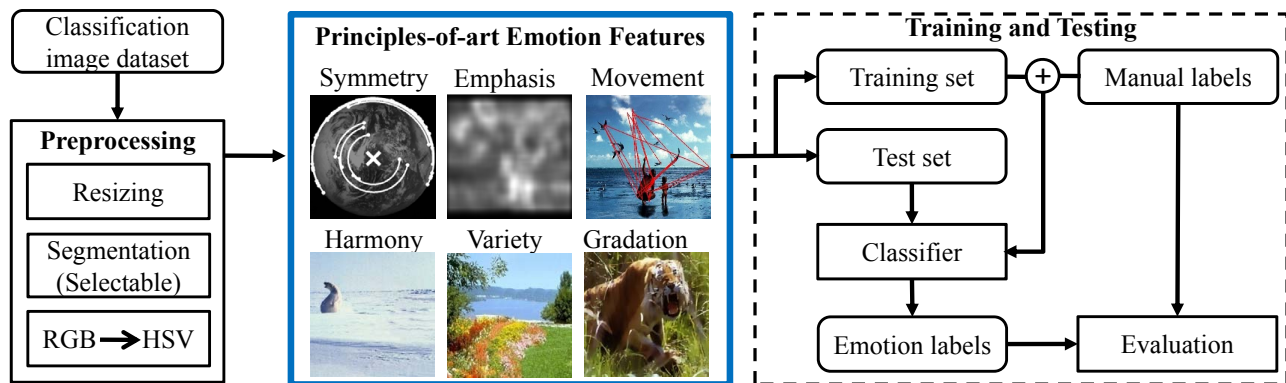 Classification
image dataset
Preprocessing
Resizing
Segmentation
(Selectable)
RGB HSV
Principles-of-art Emotion Features
Symmetry Emphasis Movement
Harmony Variety Gradation
Training and Testing
Training set + Manual labels
Test set
Classifier
Emotion labels Evaluation